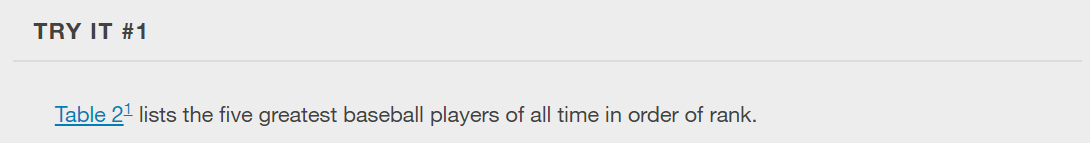 TRY IT #1
Table 2¹ lists the five greatest baseball players of all time in order of rank.